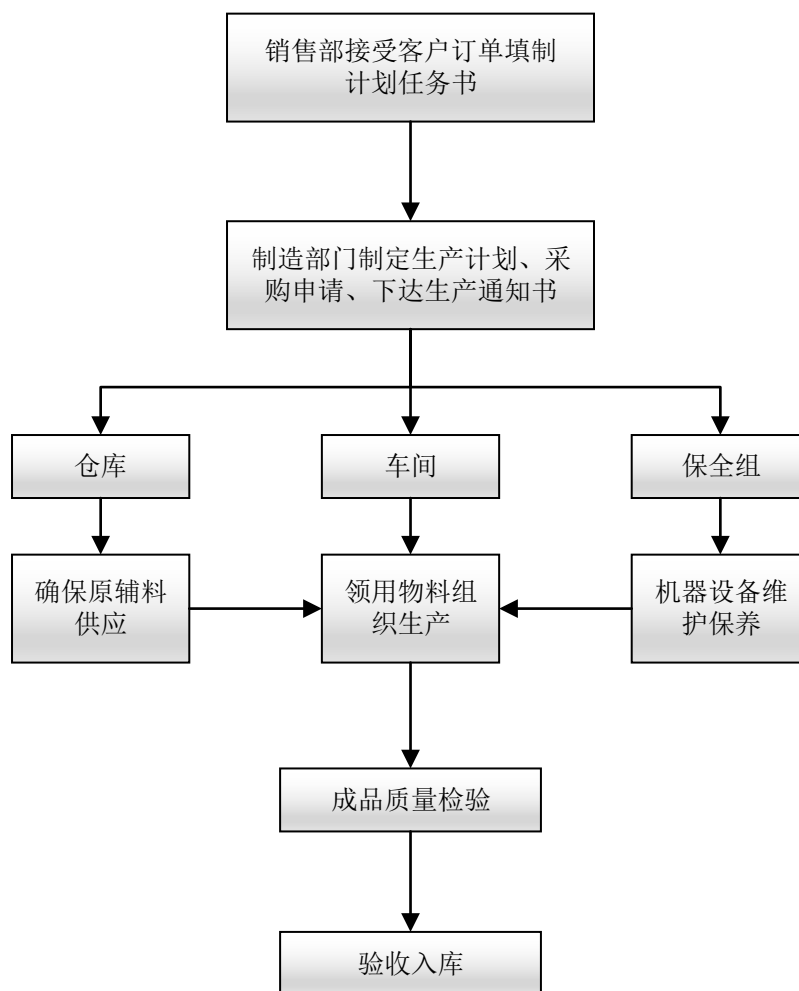 销售部接受客户订单填制
计划任务书
制造部门制定生产计划、采
购申请、下达生产通知书
仓库
车间
保全组
确保原辅料
供应
领用物料组
织生产
机器设备维
护保养
成品质量检验
验收入库